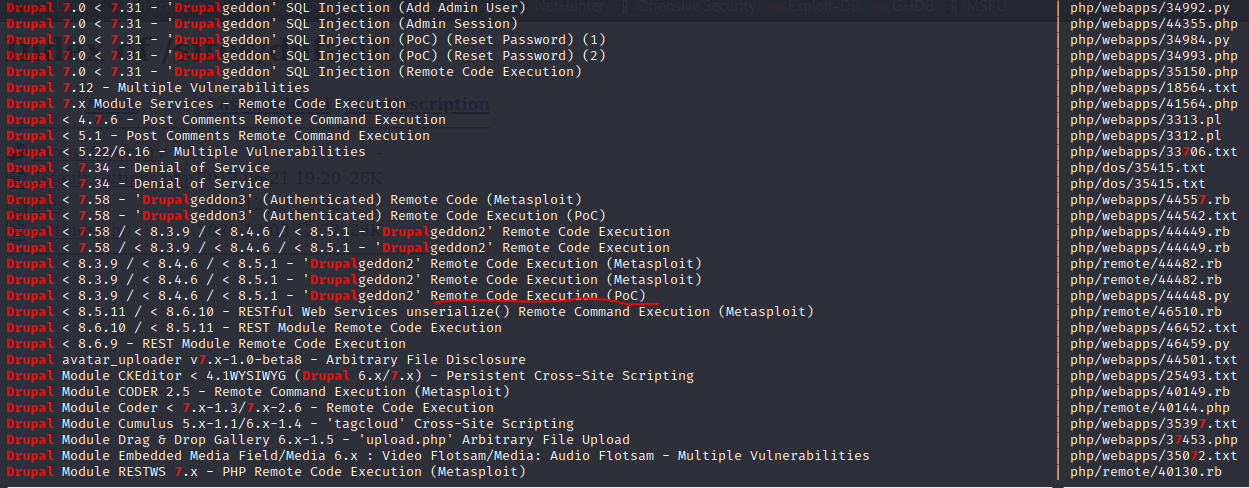 Drupal 7.0 < 7.31 - 'Drupalgeddon' SQL Injection (Add Admin User) | php/webapps/34992.py
Drupal 7.0 < 7.31 - 'Drupalgeddon' SQL Injection (Admin Session) | php/webapps/44355.php
Drupal 7.0 < 7.31 - 'Drupalgeddon' SQL Injection (PoC) (Reset Password) (1) | php/webapps/34984.py
Drupal 7.0 < 7.31 - 'Drupalgeddon' SQL Injection (PoC) (Reset Password) (2) | php/webapps/34993.php
Drupal 7.0 < 7.31 - 'Drupalgeddon' SQL Injection (Remote Code Execution) | php/webapps/35150.php
Drupal 7.12 - Multiple Vulnerabilities | php/webapps/18564.txt
Drupal 7.x Module Services - Remote Code Execution | php/webapps/41564.php
Drupal < 4.7.6 - Post Comments Remote Command Execution | php/webapps/3313.pl
Drupal < 5.1 - Post Comments Remote Command Execution | php/webapps/3312.pl
Drupal < 5.22/6.16 - Multiple Vulnerabilities | php/webapps/33706.txt
Drupal < 7.34 - Denial of Service | php/dos/35415.txt
Drupal < 7.34 - Denial of Service | php/dos/35415.txt
Drupal < 7.58 - 'Drupalgeddon3' (Authenticated) Remote Code (Metasploit) | php/webapps/44557.rb
Drupal < 7.58 - 'Drupalgeddon3' (Authenticated) Remote Code Execution (PoC) | php/webapps/44542.txt
Drupal < 7.58 / < 8.3.9 / < 8.4.6 / < 8.5.1 - 'Drupalgeddon2' Remote Code Execution | php/webapps/44449.rb
Drupal < 7.58 / < 8.3.9 / < 8.4.6 / < 8.5.1 - 'Drupalgeddon2' Remote Code Execution | php/webapps/44449.rb
Drupal < 8.3.9 / < 8.4.6 / < 8.5.1 - 'Drupalgeddon2' Remote Code Execution (Metasploit) | php/remote/44482.rb
Drupal < 8.3.9 / < 8.4.6 / < 8.5.1 - 'Drupalgeddon2' Remote Code Execution (Metasploit) | php/remote/44482.rb
Drupal < 8.3.9 / < 8.4.6 / < 8.5.1 - 'Drupalgeddon2' Remote Code Execution (PoC) | php/webapps/44448.py
Drupal < 8.5.11 / < 8.6.10 - RESTful Web Services unserialize() Remote Command Execution (Metasploit) | php/remote/46510.rb
Drupal < 8.6.10 / < 8.5.11 - REST Module Remote Code Execution | php/webapps/46452.txt
Drupal < 8.6.9 - REST Module Remote Code Execution | php/webapps/46459.py
Drupal avatar_uploader v7.x-1.0-beta8 - Arbitrary File Disclosure | php/webapps/44501.txt
Drupal Module CKEditor < 4.1WYSIWYG (Drupal 6.x/7.x) - Persistent Cross-Site Scripting | php/webapps/25493.txt
Drupal Module CODER 2.5 - Remote Command Execution (Metasploit) | php/webapps/40149.rb
Drupal Module Coder < 7.x-1.3/7.x-2.6 - Remote Code Execution | php/remote/40144.php
Drupal Module Cumulus 5.x-1.1/6.x-1.4 - 'tagcloud' Cross-Site Scripting | php/webapps/35397.txt
Drupal Module Drag & Drop Gallery 6.x-1.5 - 'upload.php' Arbitrary File Upload | php/webapps/37453.php
Drupal Module Embedded Media Field/Media 6.x : Video Flotsam/Media: Audio Flotsam - Multiple Vulnerabilities | php/webapps/35072.txt
Drupal Module RESTWS 7.x - PHP Remote Code Execution (Metasploit) | php/remote/40130.rb